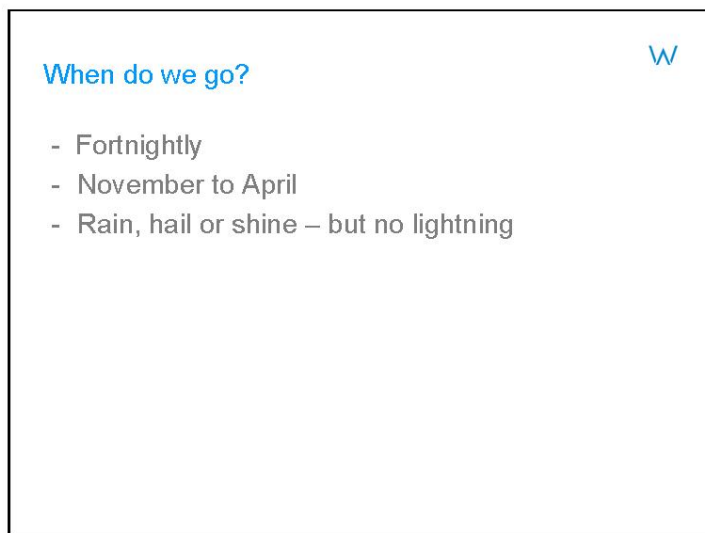 W
When do we go?
- Fortnightly
- November to April
- Rain, hail or shine – but no lightning